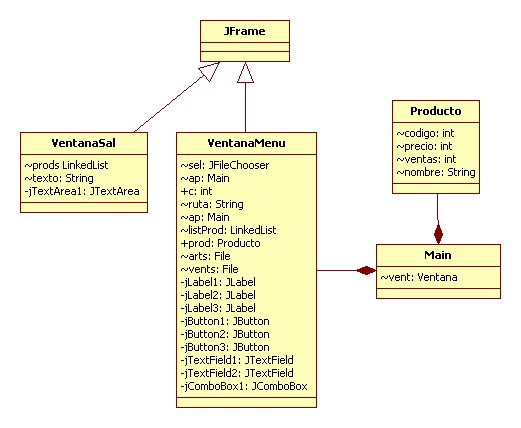 JFrame
VentanaSal
~prods LinkedList
~texto: String
-jTextArea1: JTextArea
VentanaMenu
~sel: JFileChooser
~ap: Main
+c: int
~ruta: String
~ap: Main
~listProd: LinkedList
+prod: Producto
~arts: File
~vents: File
-jLabel1: JLabel
-jLabel2: JLabel
-jLabel3: JLabel
-jButton1: JButton
-jButton2: JButton
-jButton3: JButton
-jTextField1: JTextField
-jTextField2: JTextField
-jComboBox1: JComboBox
Producto
~codigo: int
~precio: int
~ventas: int
~nombre: String
Main
~vent: Ventana